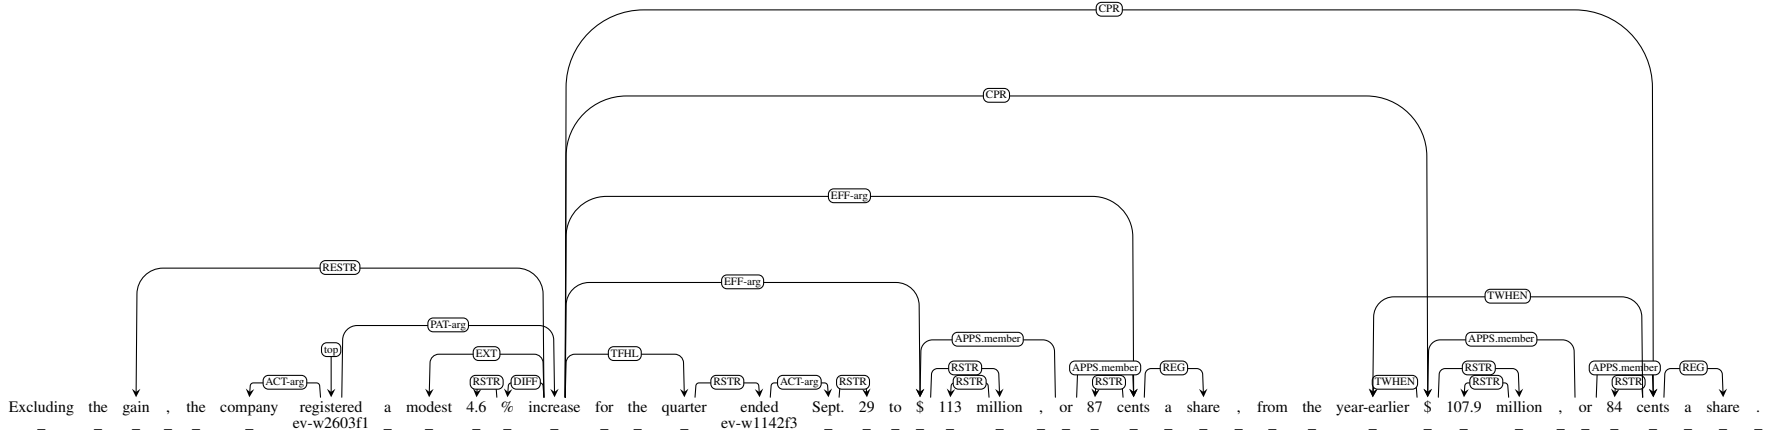 CPR
CPR
EFF-arg
RESTR
EFF-arg
TWHEN
PAT-arg
APPS.member APPS.member
top EXT TFHL
RSTR APPS.member REG RSTR APPS.member REG
ACT-arg RSTR DIFF RSTR ACT-arg RSTR RSTR RSTR TWHEN RSTR RSTR
Excluding the gain , the company registered a modest 4.6 % increase for the quarter ended Sept. 29 to $ 113 million , or 87 cents a share , from the year-earlier $ 107.9 million , or 84 cents a share .
_ _ _ _ _ _ ev-w2603f1 _ _ _ _ _ _ _ _ ev-w1142f3 _ _ _ _ _ _ _ _ _ _ _ _ _ _ _ _ _ _ _ _ _ _ _ _ _ _